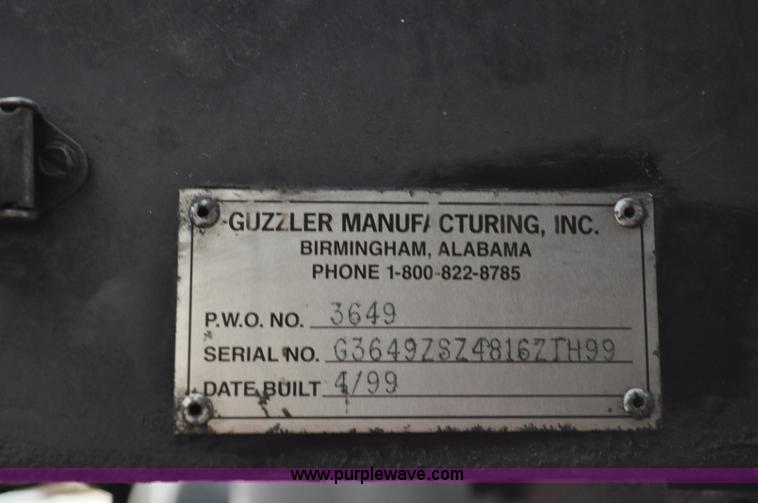 GUZZLER MANUFACTURING, INC.
BIRMINGHAM, ALABAMA
PHONE 1-800-822-8785
P.W.O. NO. 3649
SERIAL NO. G3649ZSZ4816ZTH99
DATE BUILT 4/99
www.purplewave.com